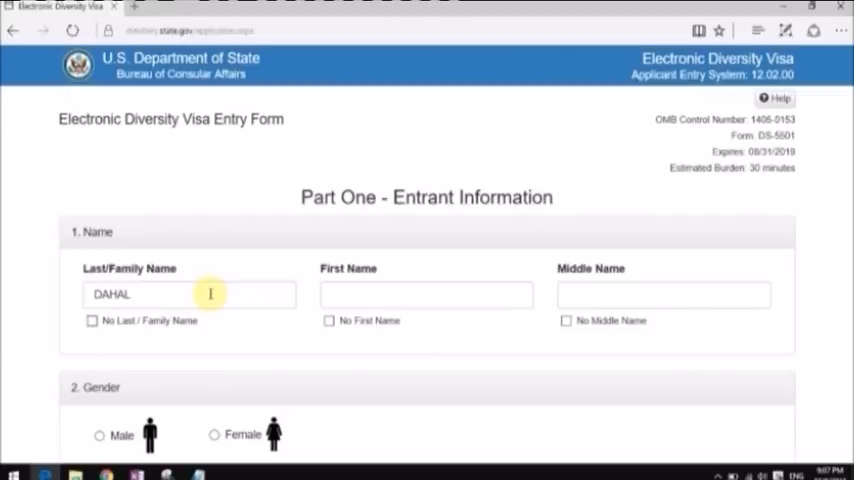 Electronic Diversity Visa
U.S. Department of State
Bureau of Consular Affairs
Electronic Diversity Visa
Applicant Entry System: 12.02.00
Help
Electronic Diversity Visa Entry Form
OMB Control Number: 1405-0153
Form: DS-5501
Expires: 08/31/2019
Estimated Burden: 30 minutes
Part One - Entrant Information
1. Name
Last/Family Name First Name Middle Name
DAHAL
No Last / Family Name No First Name No Middle Name
2. Gender
Male Female
ENG
9:07 PM